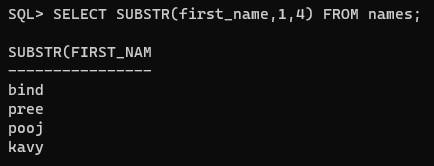 SQL> SELECT SUBSTR(first_name,1,4) FROM names;
SUBSTR(FIRST_NAM
----------------
bind
pree
pooj
kavy